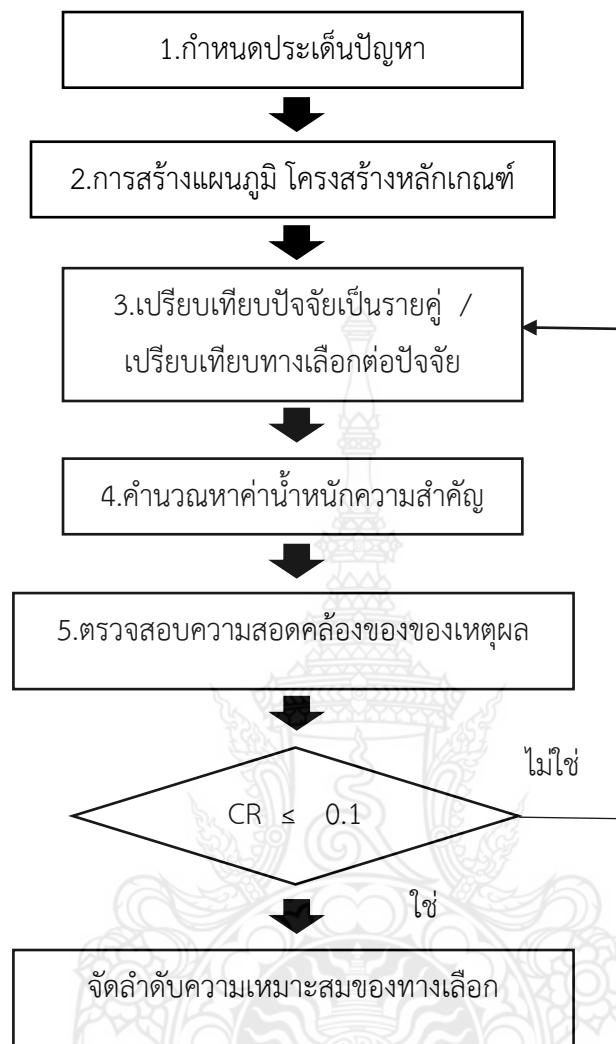 1.กำหนดประเด็นปัญหา
2.การสร้างแผนภูมิ โครงสร้างหลักเกณฑ์
3.เปรียบเทียบปัจจัยเป็นรายคู่ /
เปรียบเทียบทางเลือกต่อปัจจัย
4.คำนวณหาค่าน้ำหนักความสำคัญ
5.ตรวจสอบความสอดคล้องของของเหตุผล
ไม่ใช่
CR ≤ 0.1
ใช่
จัดลำดับความเหมาะสมของทางเลือก